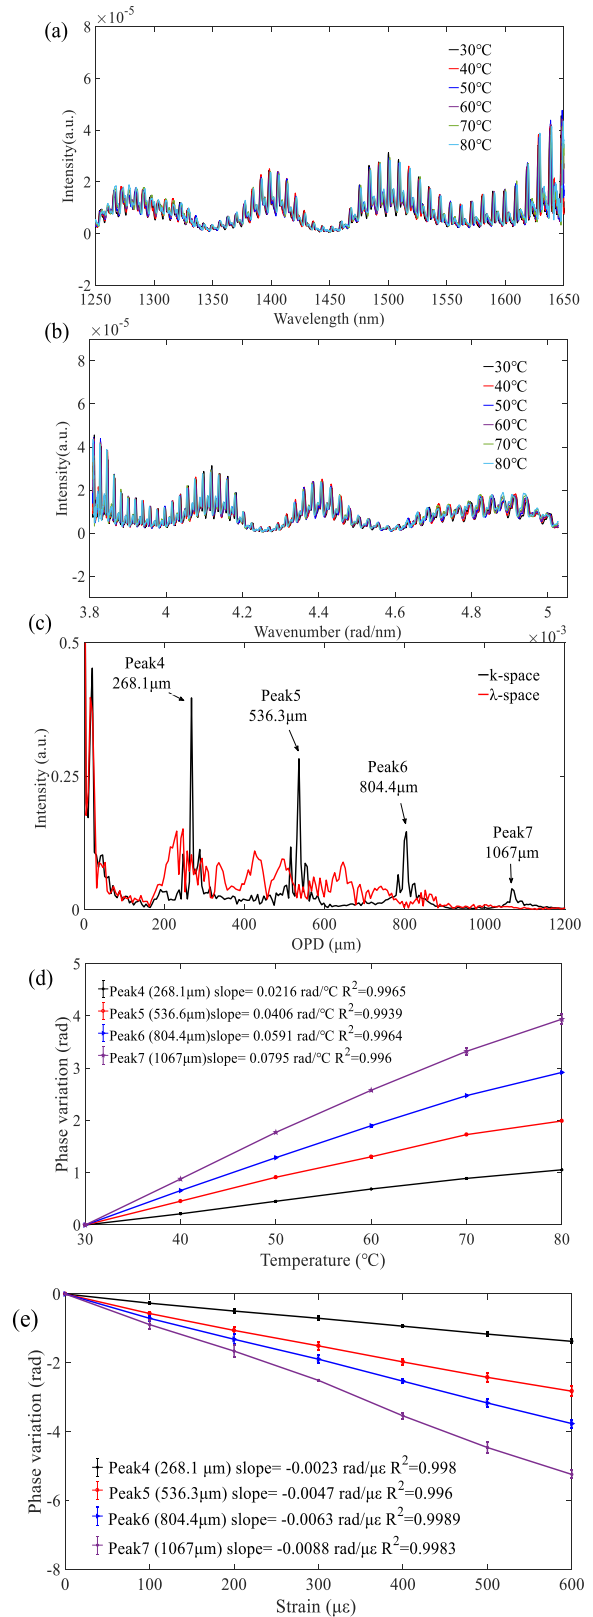 (a)
×10^-5
8
6
4
2
0
-2
Intensity(a.u.)
30℃
40℃
50℃
60℃
70℃
80℃
1250 1300 1350 1400 1450 1500 1550 1600 1650
Wavelength (nm)
(b)
×10^-5
8
6
4
2
0
-2
Intensity(a.u.)
30℃
40℃
50℃
60℃
70℃
80℃
3.8 4 4.2 4.4 4.6 4.8 5
Wavenumber (rad/nm)
×10^-3
(c)
0.5
0.25
0
Intensity (a.u.)
Peak4
268.1μm
Peak5
536.3μm
Peak6
804.4μm
Peak7
1067μm
k-space
λ-space
0 200 400 600 800 1000 1200
OPD (μm)
(d)
5
4
3
2
1
0
Phase variation (rad)
Peak4 (268.1μm) slope= 0.0216 rad/℃ R^2=0.9965
Peak5 (536.6μm)slope= 0.0406 rad/℃ R^2=0.9939
Peak6 (804.4μm)slope= 0.0591 rad/℃ R^2=0.9964
Peak7 (1067μm)slope= 0.0795 rad/℃ R^2=0.996
30 40 50 60 70 80
Temperature (℃)
(e)
0
-2
-4
-6
-8
Phase variation (rad)
Peak4 (268.1 μm) slope= -0.0023 rad/με R^2=0.998
Peak5 (536.3μm) slope= -0.0047 rad/με R^2=0.996
Peak6 (804.4μm) slope= -0.0063 rad/με R^2=0.9989
Peak7 (1067μm) slope= -0.0088 rad/με R^2=0.9983
0 100 200 300 400 500 600
Strain (με)